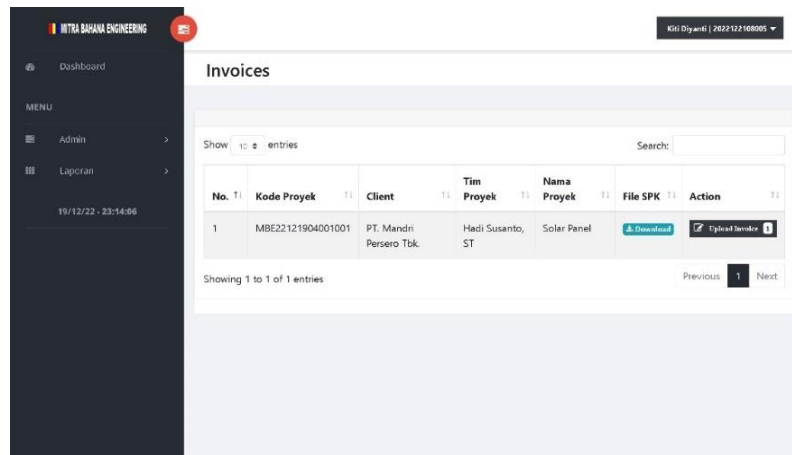 MITRA BAHANA ENGINEERING
Kiti Diyanti | 2022122108005
Dashboard
MENU
Admin
Laporan
19/12/22 - 23:14:06
Invoices
Show 10 entries
Search:
No. Kode Proyek Client Tim Proyek Nama Proyek File SPK Action
1 MBE22121904001001 PT. Mandri Persero Tbk. Hadi Susanto, ST Solar Panel Download Upload Invoice 1
Showing 1 to 1 of 1 entries
Previous 1 Next